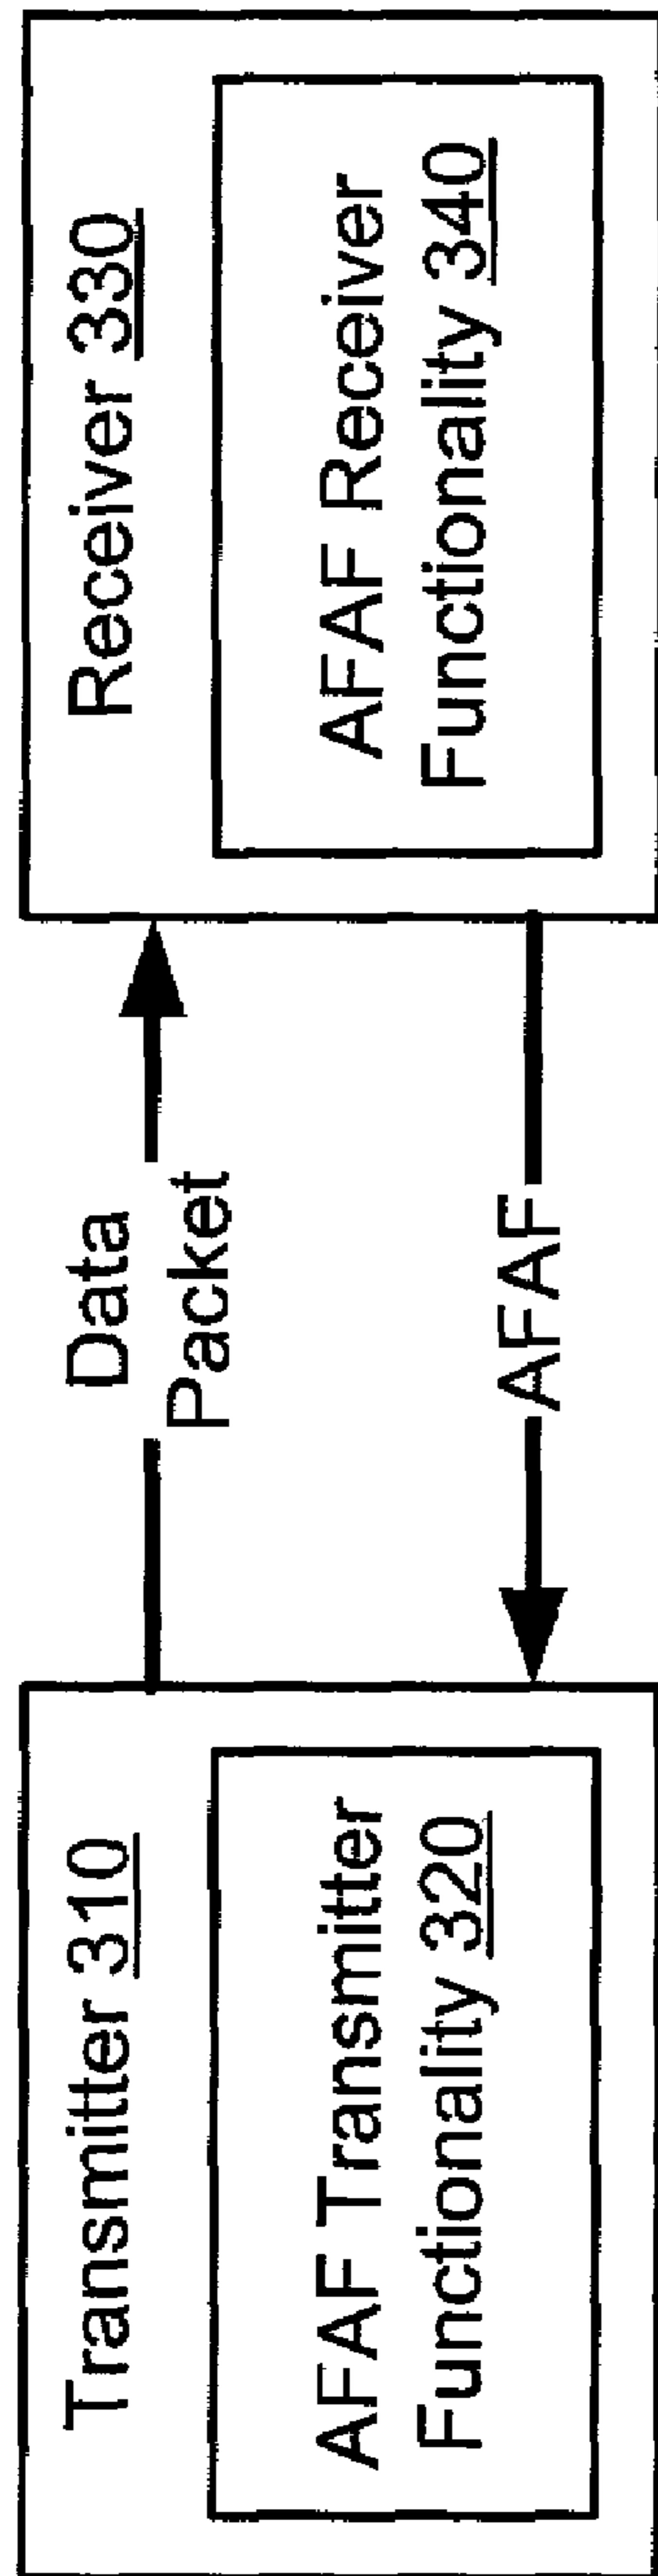 Transmitter 310
AFAF Transmitter
Functionality 320
Data
Packet
AFAF
Receiver 330
AFAF Receiver
Functionality 340